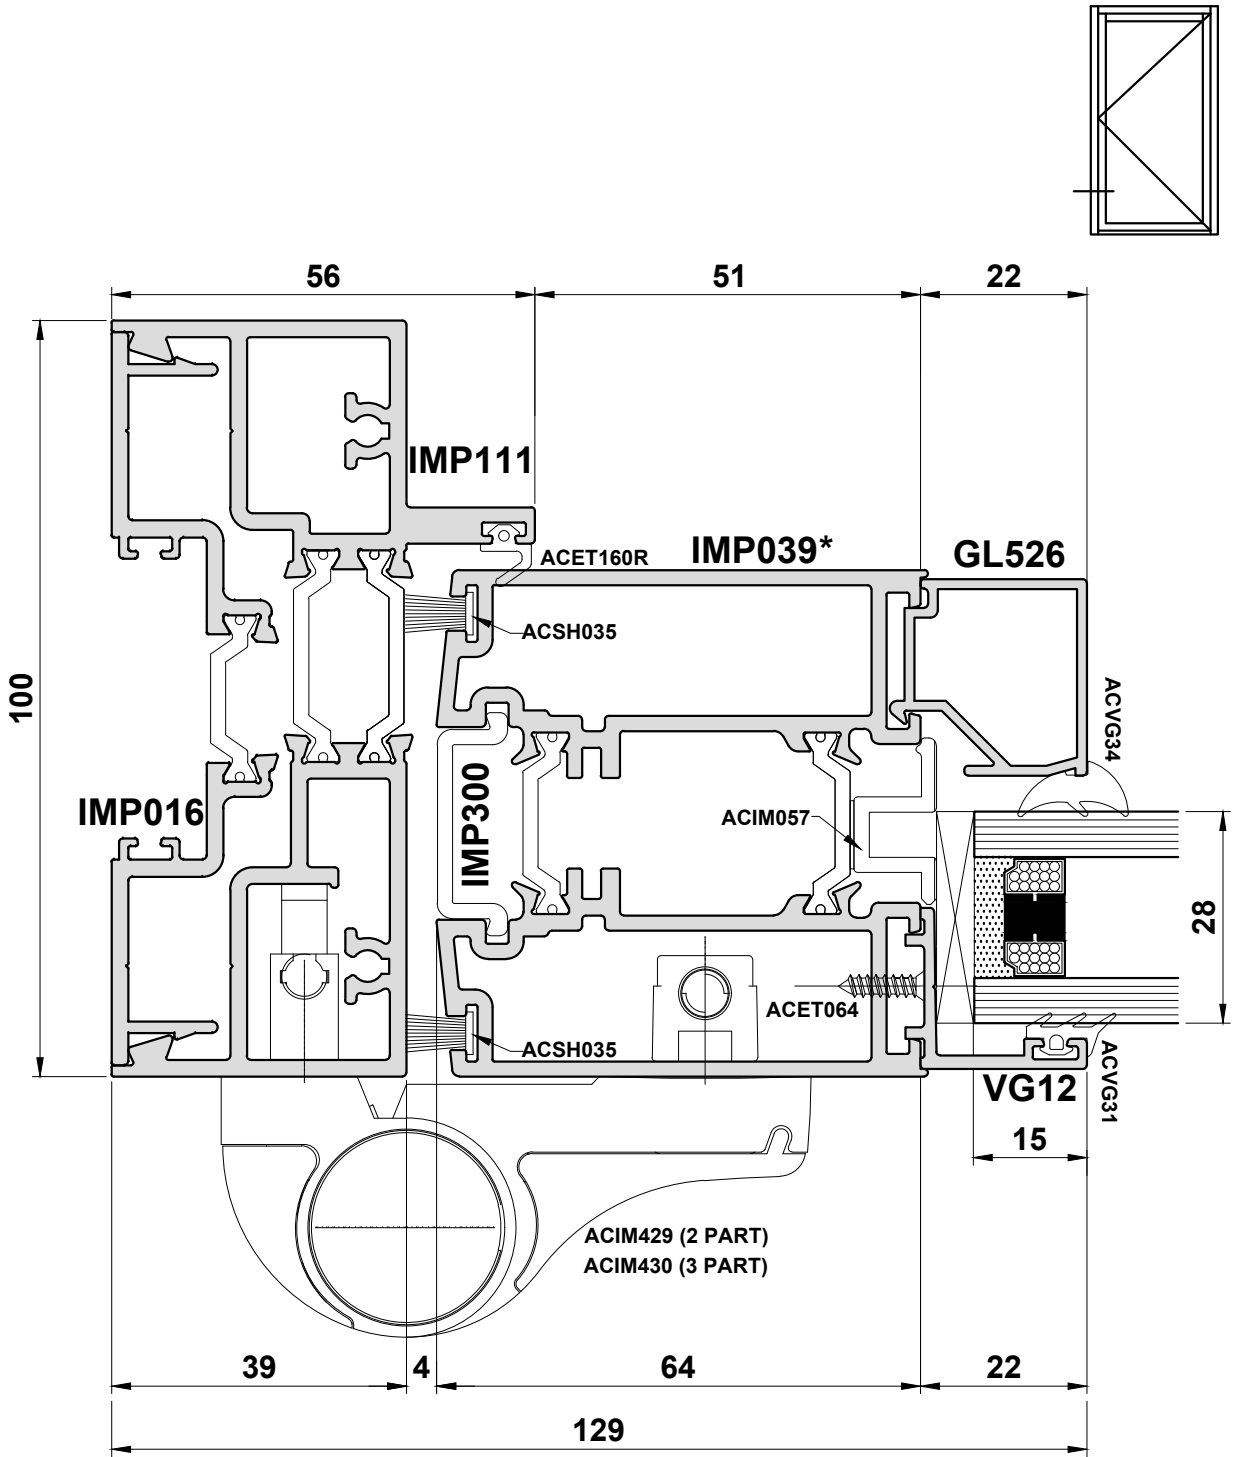 56
51
22
IMP111
ACET160R
IMP039*
GL526
ACSH035
100
ACVG34
IMP016
IMP300
ACIM057
28
ACET064
ACSH035
VG12
ACVG31
15
ACIM429 (2 PART)
ACIM430 (3 PART)
39
4
64
22
129